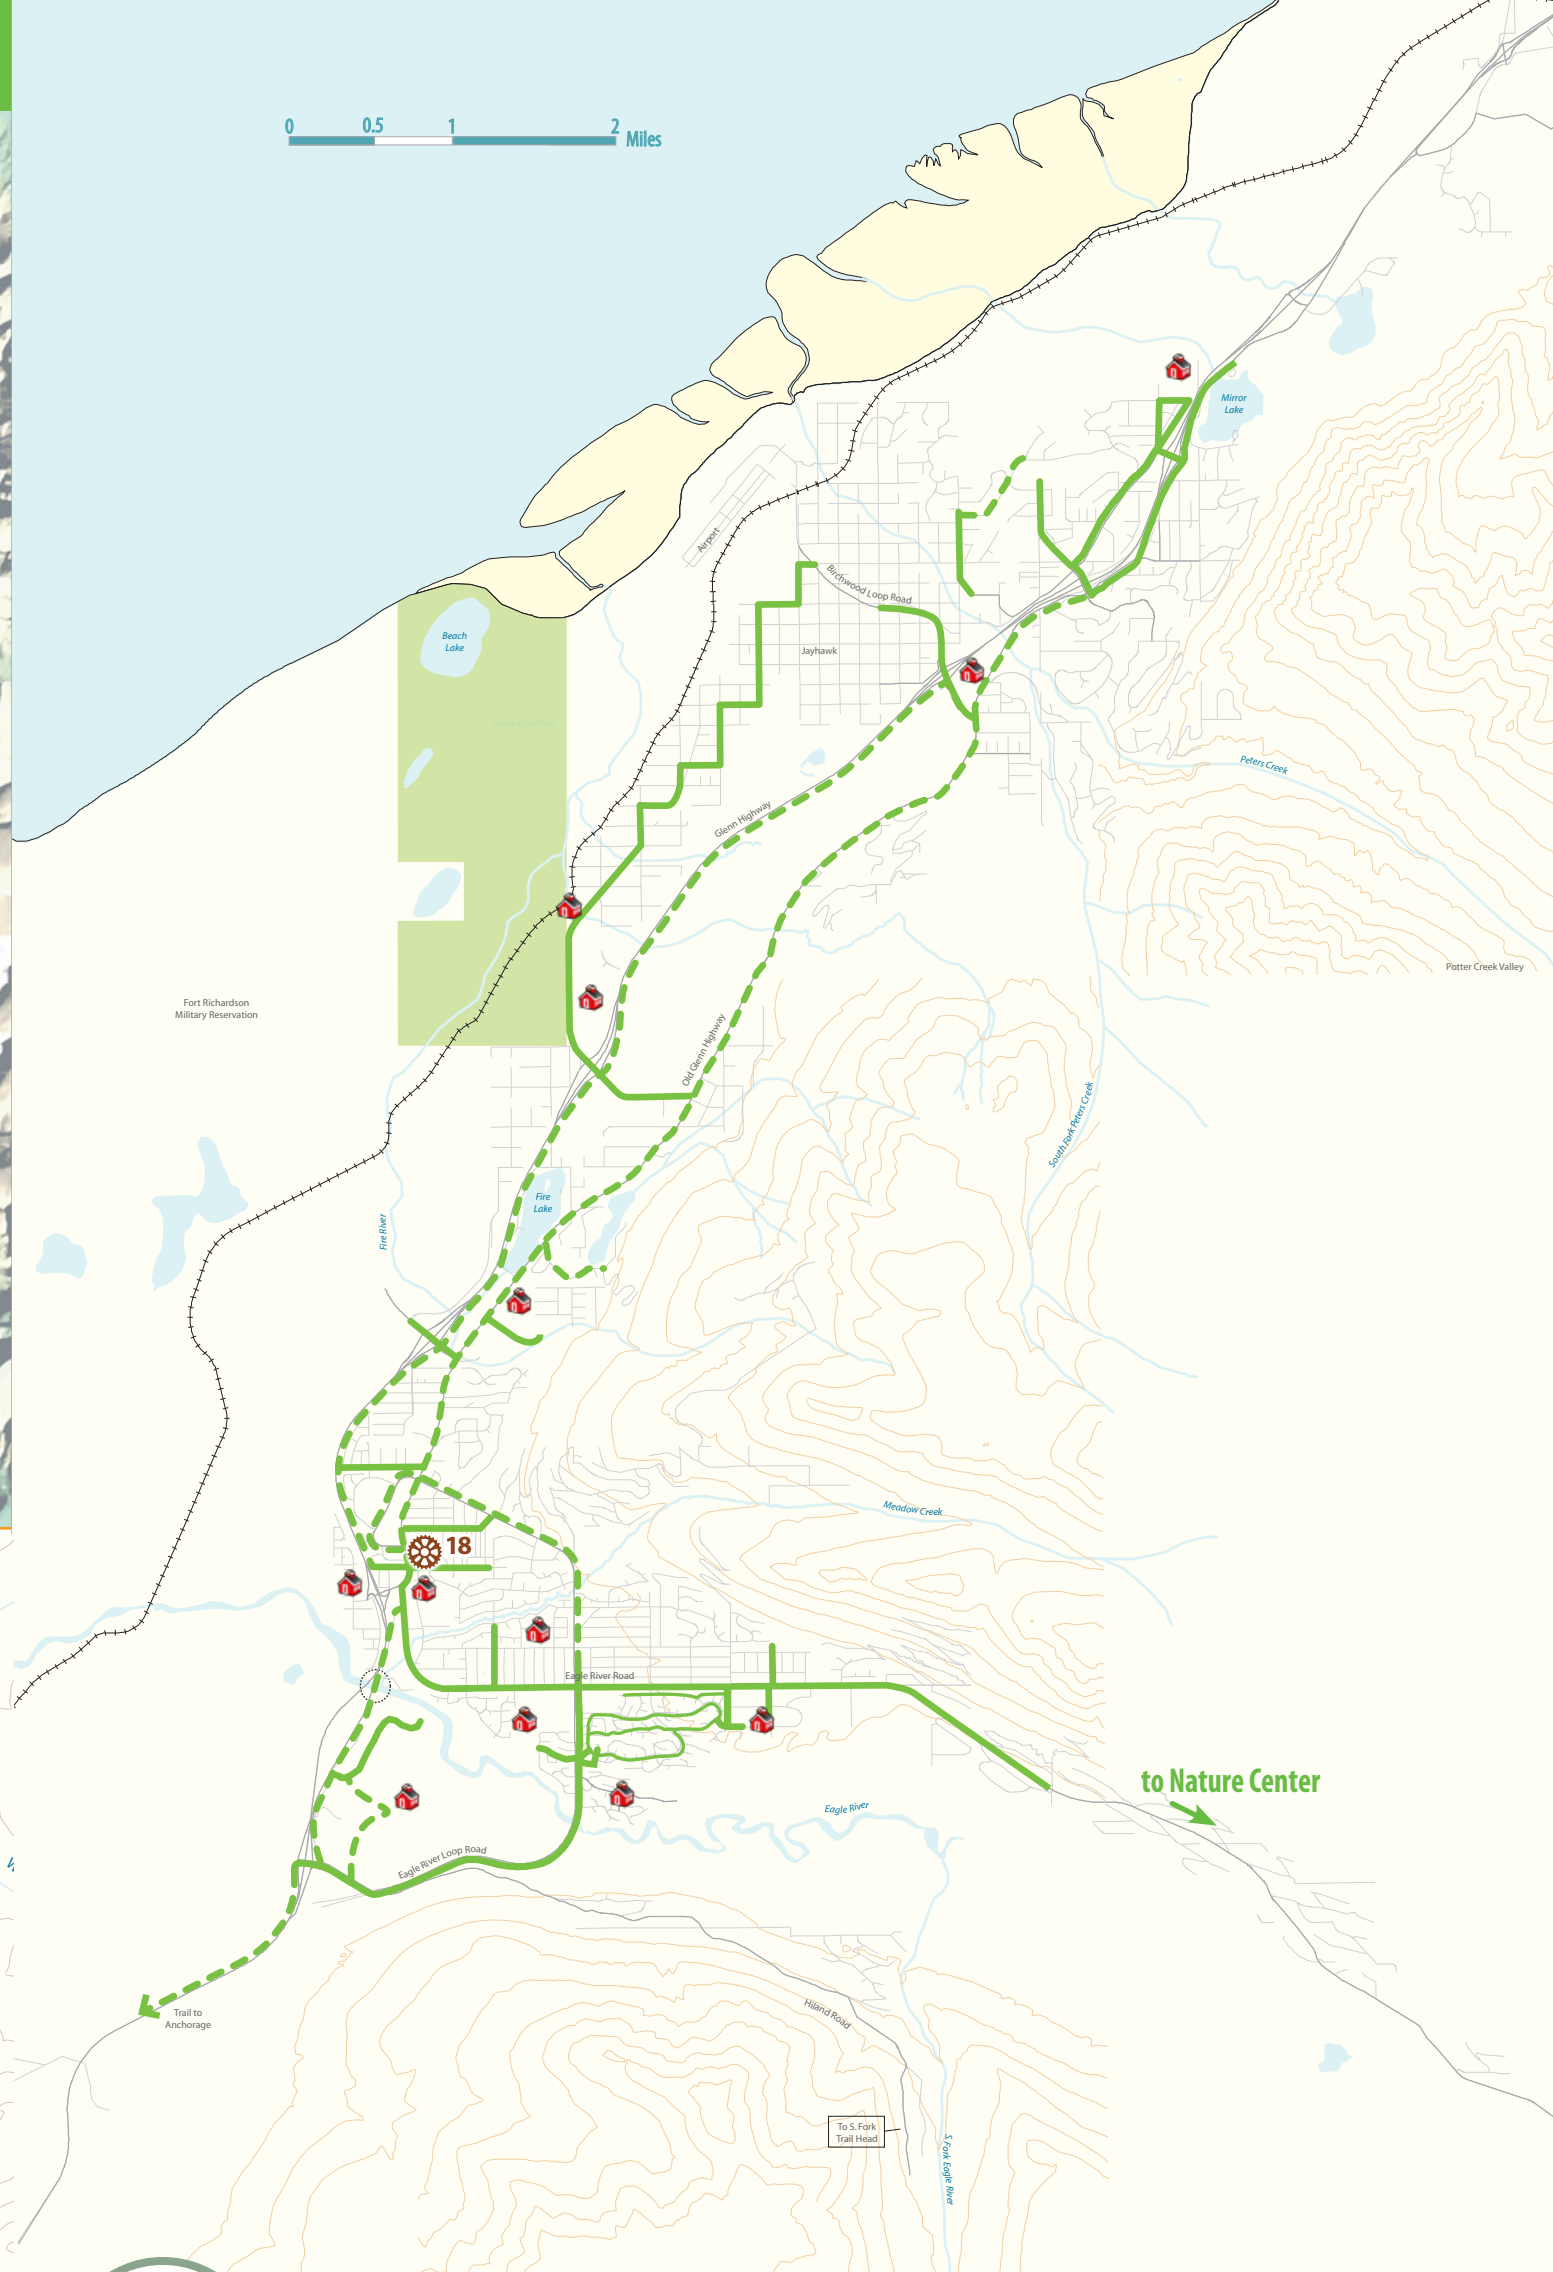 0 0.5 1 2 Miles
Mirror
Lake
Airport
Birchwood Loop Road
Beach
Lake
Jayhawk
Beach Lake Park
Peters Creek
Glenn Highway
Potter Creek Valley
Fort Richardson
Military Reservation
Old Glenn Highway
South Fork Peters Creek
Fire
Lake
Fire River
Meadow Creek
18
Eagle River Road
to Nature Center
Eagle River
Eagle River Loop Road
Trail to
Anchorage
Hiland Road
To S. Fork
Trail Head
S Fork Eagle River